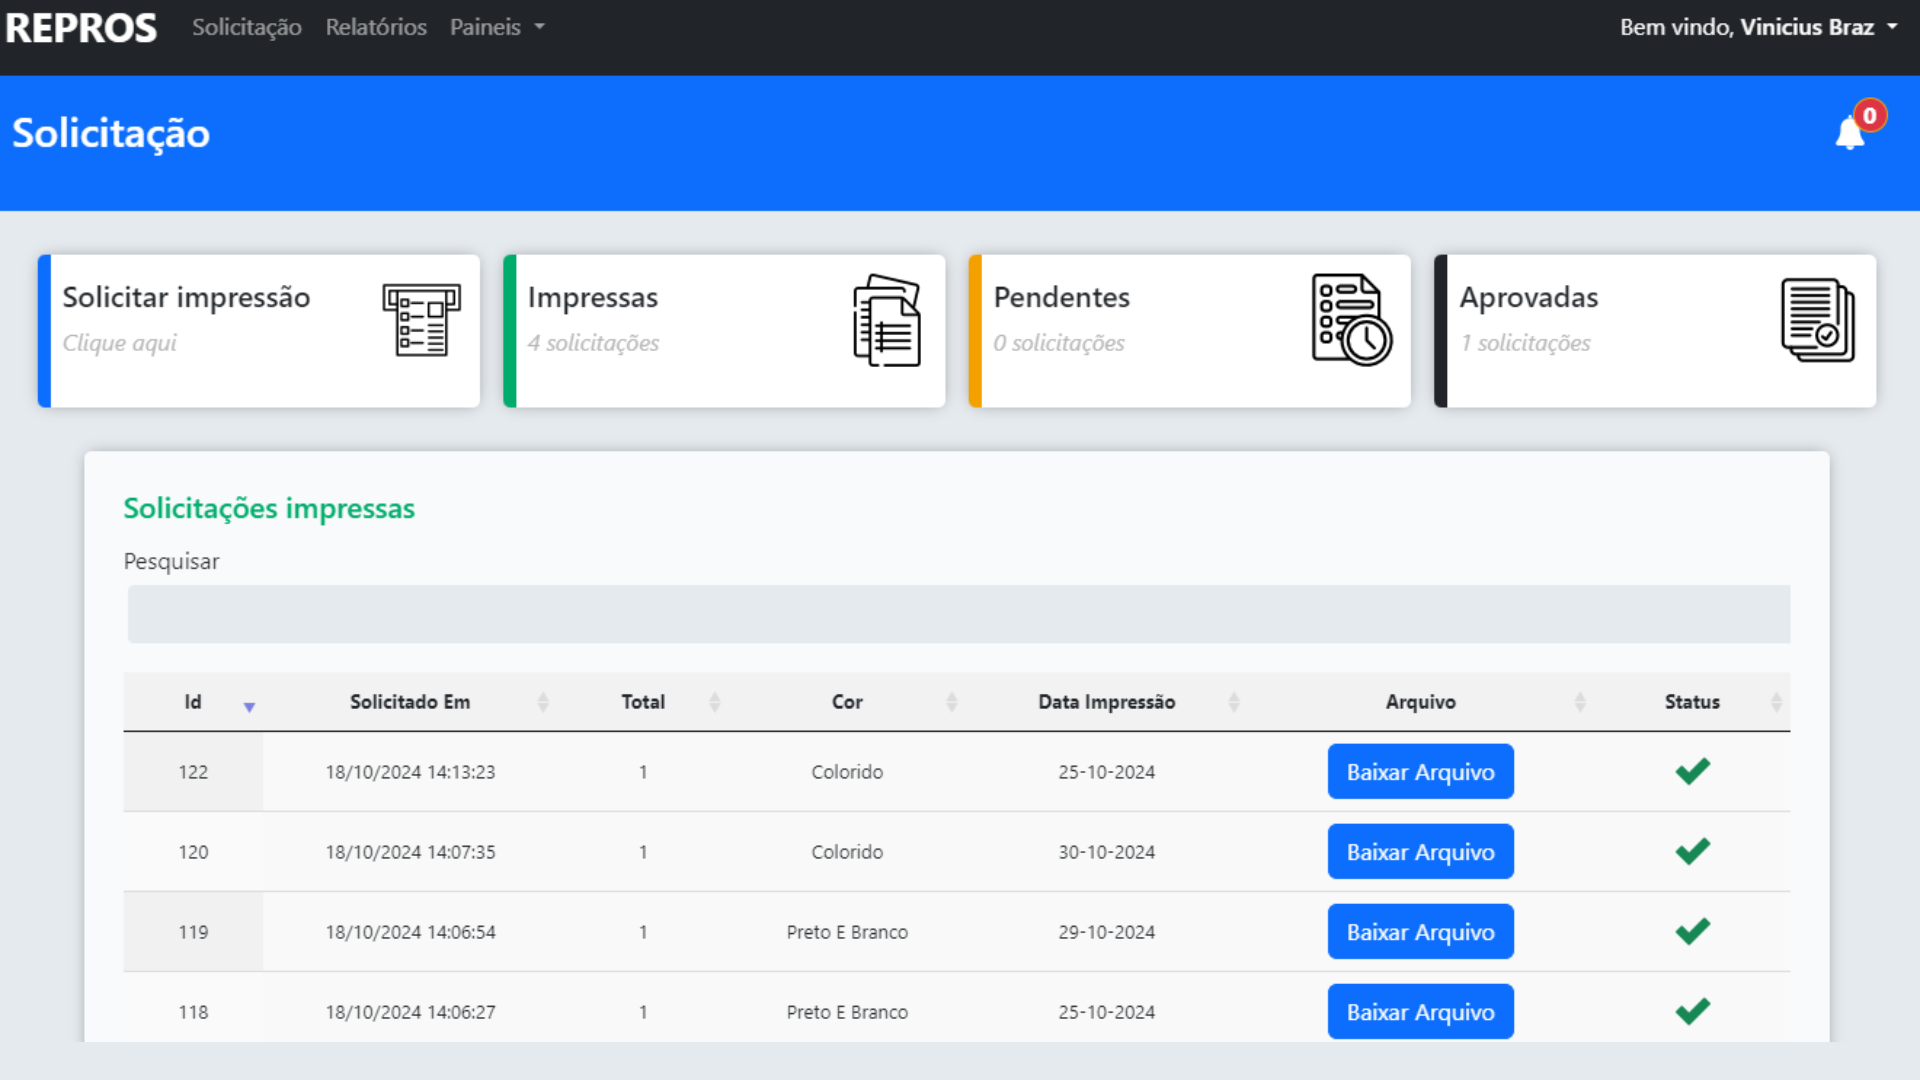 REPROS Solicitação Relatórios Paineis Bem vindo, Vinicius Braz
Solicitação 0
Solicitar impressão
Clique aqui
Impressas
4 solicitações
Pendentes
0 solicitações
Aprovadas
1 solicitações
Solicitações impressas
Pesquisar
Id Solicitado Em Total Cor Data Impressão Arquivo Status
122 18/10/2024 14:13:23 1 Colorido 25-10-2024 Baixar Arquivo
120 18/10/2024 14:07:35 1 Colorido 30-10-2024 Baixar Arquivo
119 18/10/2024 14:06:54 1 Preto E Branco 29-10-2024 Baixar Arquivo
118 18/10/2024 14:06:27 1 Preto E Branco 25-10-2024 Baixar Arquivo